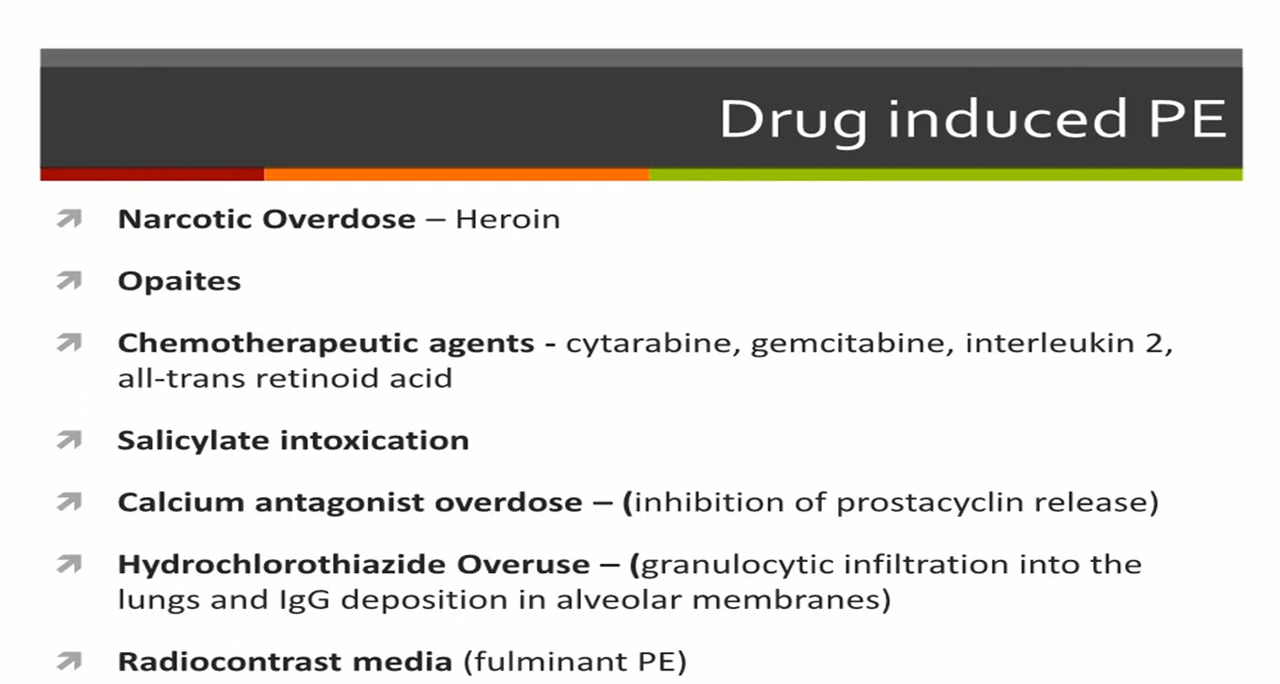 Drug induced PE
Narcotic Overdose – Heroin
Opaites
Chemotherapeutic agents - cytarabine, gemcitabine, interleukin 2,
all-trans retinoid acid
Salicylate intoxication
Calcium antagonist overdose – (inhibition of prostacyclin release)
Hydrochlorothiazide Overuse – (granulocytic infiltration into the
lungs and IgG deposition in alveolar membranes)
Radiocontrast media (fulminant PE)